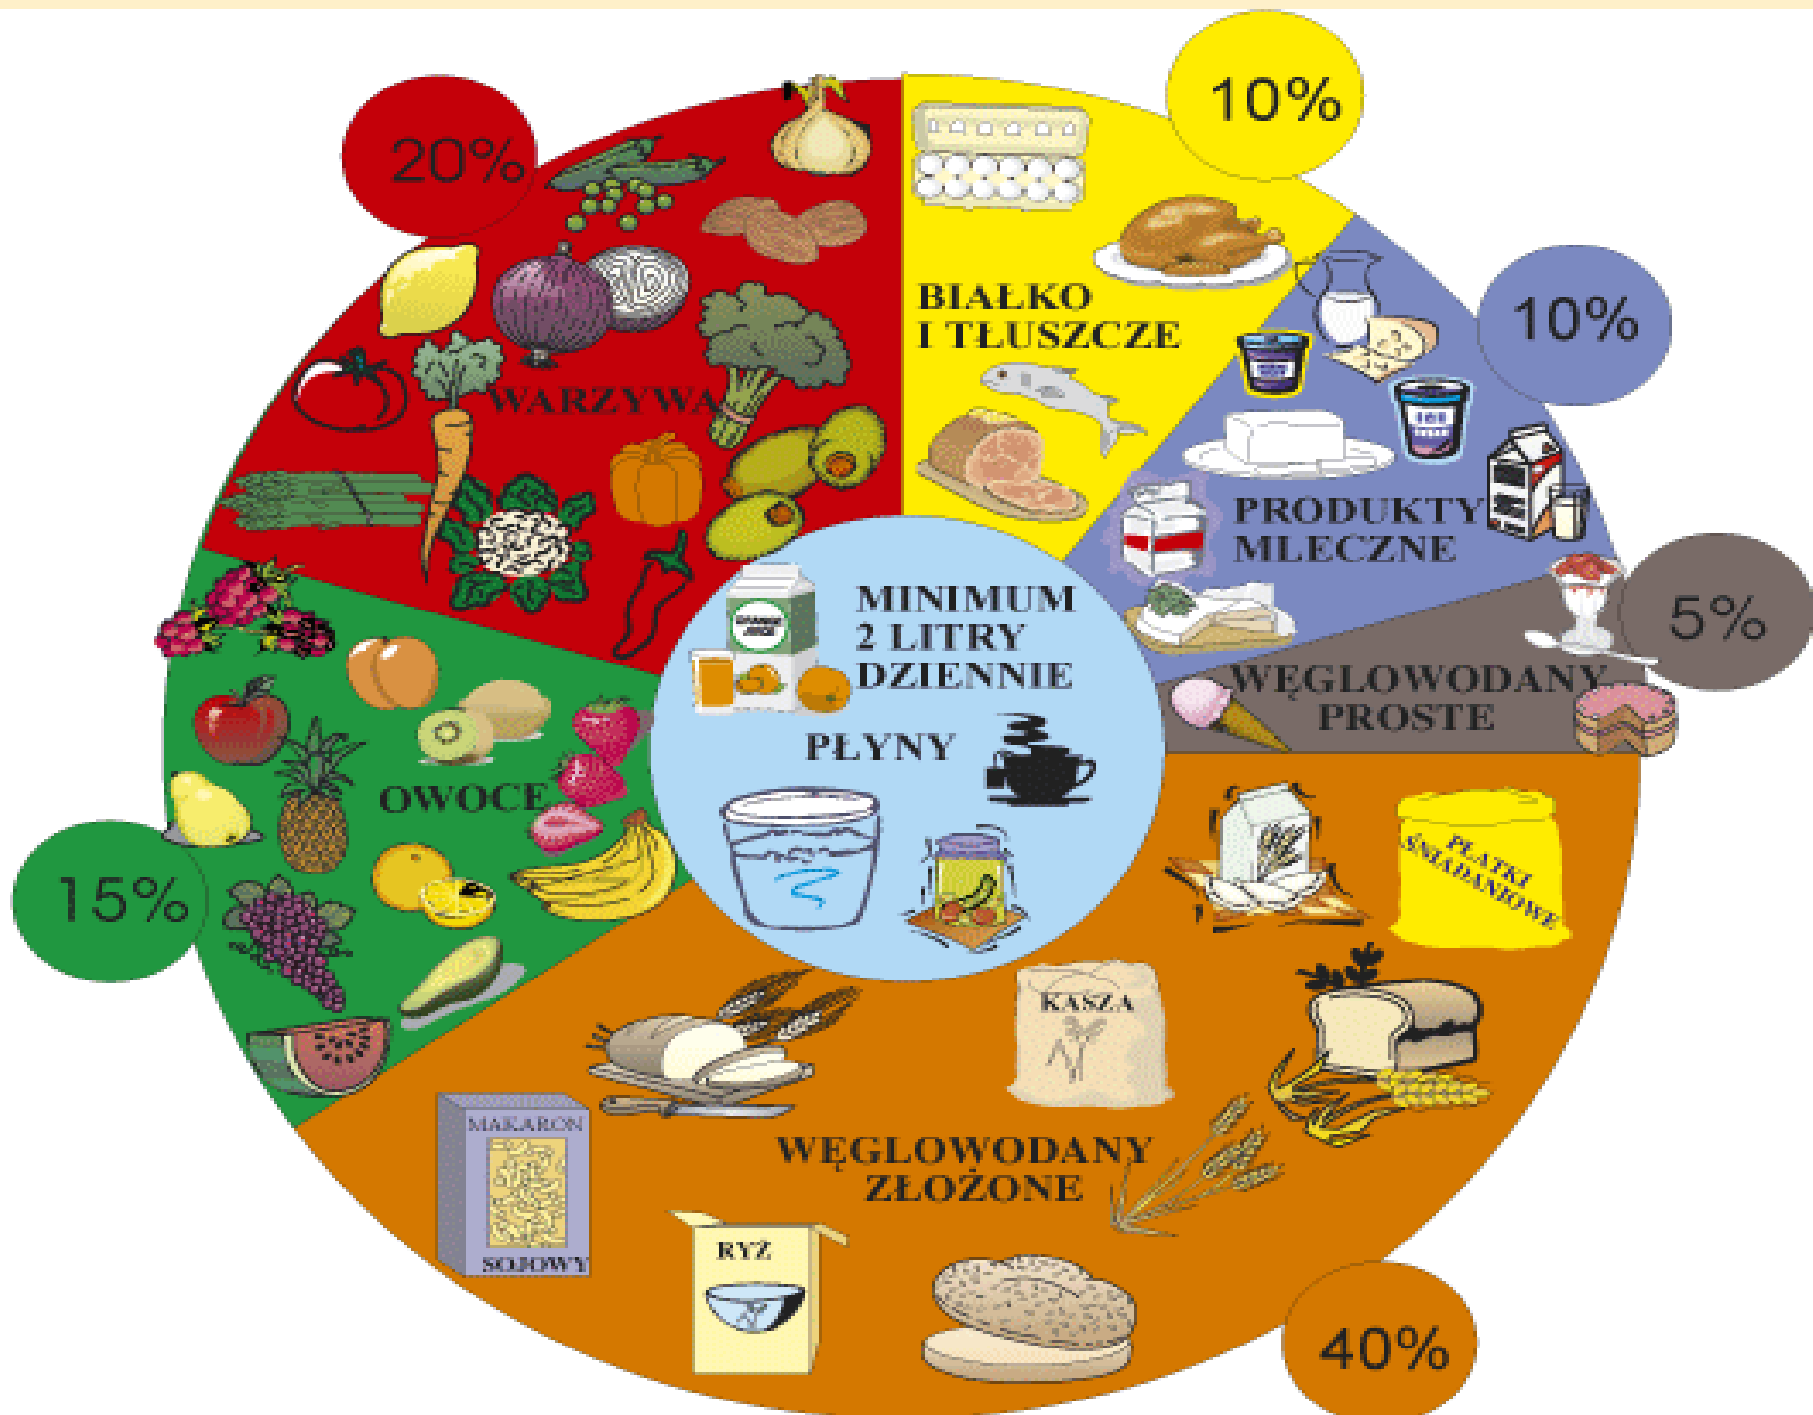 20%
10%
10%
5%
15%
40%
BIAŁKO
I TŁUSZCZE
WARZYWA
PRODUKTY
MLECZNE
WĘGLOWODANY
PROSTE
MINIMUM
2 LITRY
DZIENNIE
PŁYNY
OWOCE
PŁATKI
ŚNIADANIOWE
KASZA
WĘGLOWODANY
ZŁOŻONE
MAKARON
SOJOWY
RYŻ